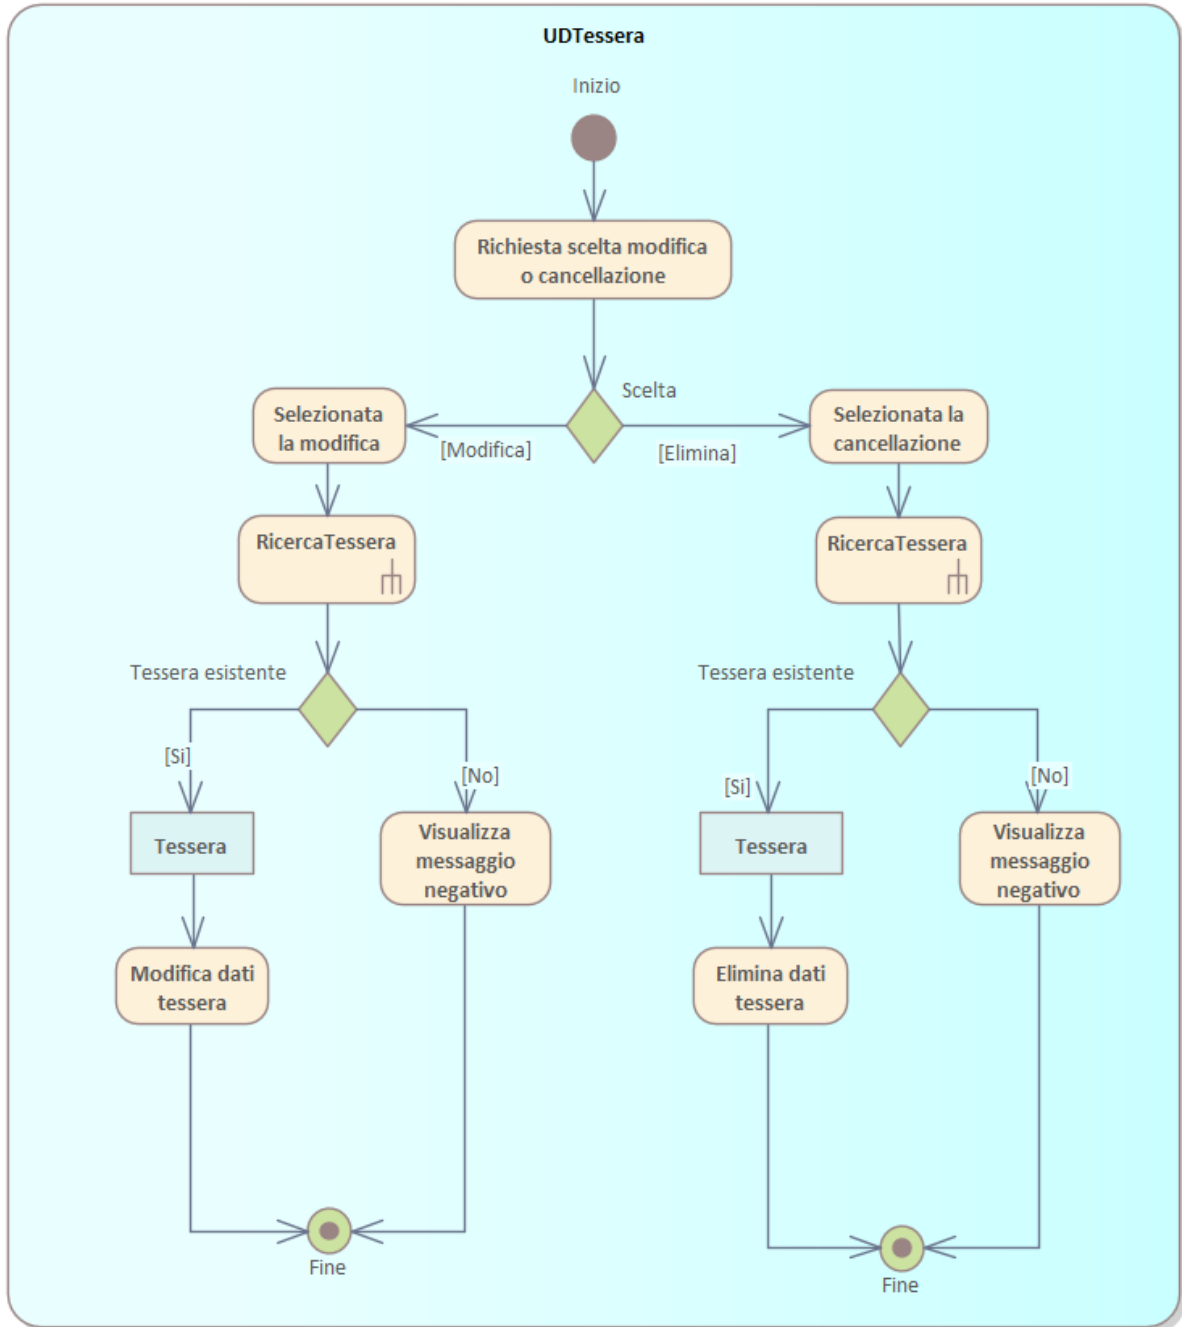 UDTessera
Inizio
Richiesta scelta modifica
o cancellazione
Scelta
[Modifica]
[Elimina]
Selezionata
la modifica
Selezionata la
cancellazione
RicercaTessera
RicercaTessera
Tessera esistente
Tessera esistente
[Si]
[No]
[Si]
[No]
Tessera
Visualizza
messaggio
negativo
Tessera
Visualizza
messaggio
negativo
Modifica dati
tessera
Elimina dati
tessera
Fine
Fine